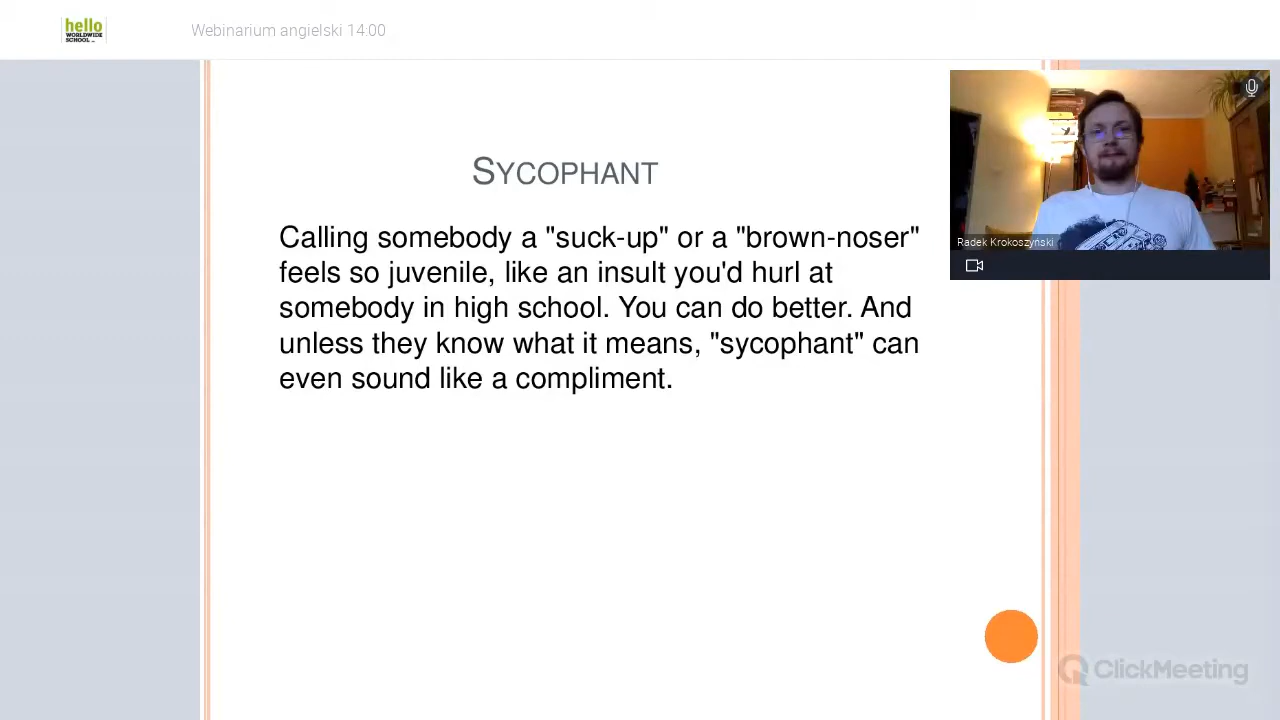 hello
WORLDWIDE
SCHOOL
Webinarium angielski 14:00
SYCOPHANT
Calling somebody a "suck-up" or a "brown-noser"
feels so juvenile, like an insult you'd hurl at
somebody in high school. You can do better. And
unless they know what it means, "sycophant" can
even sound like a compliment.
Radek Krokoszyński
ClickMeeting